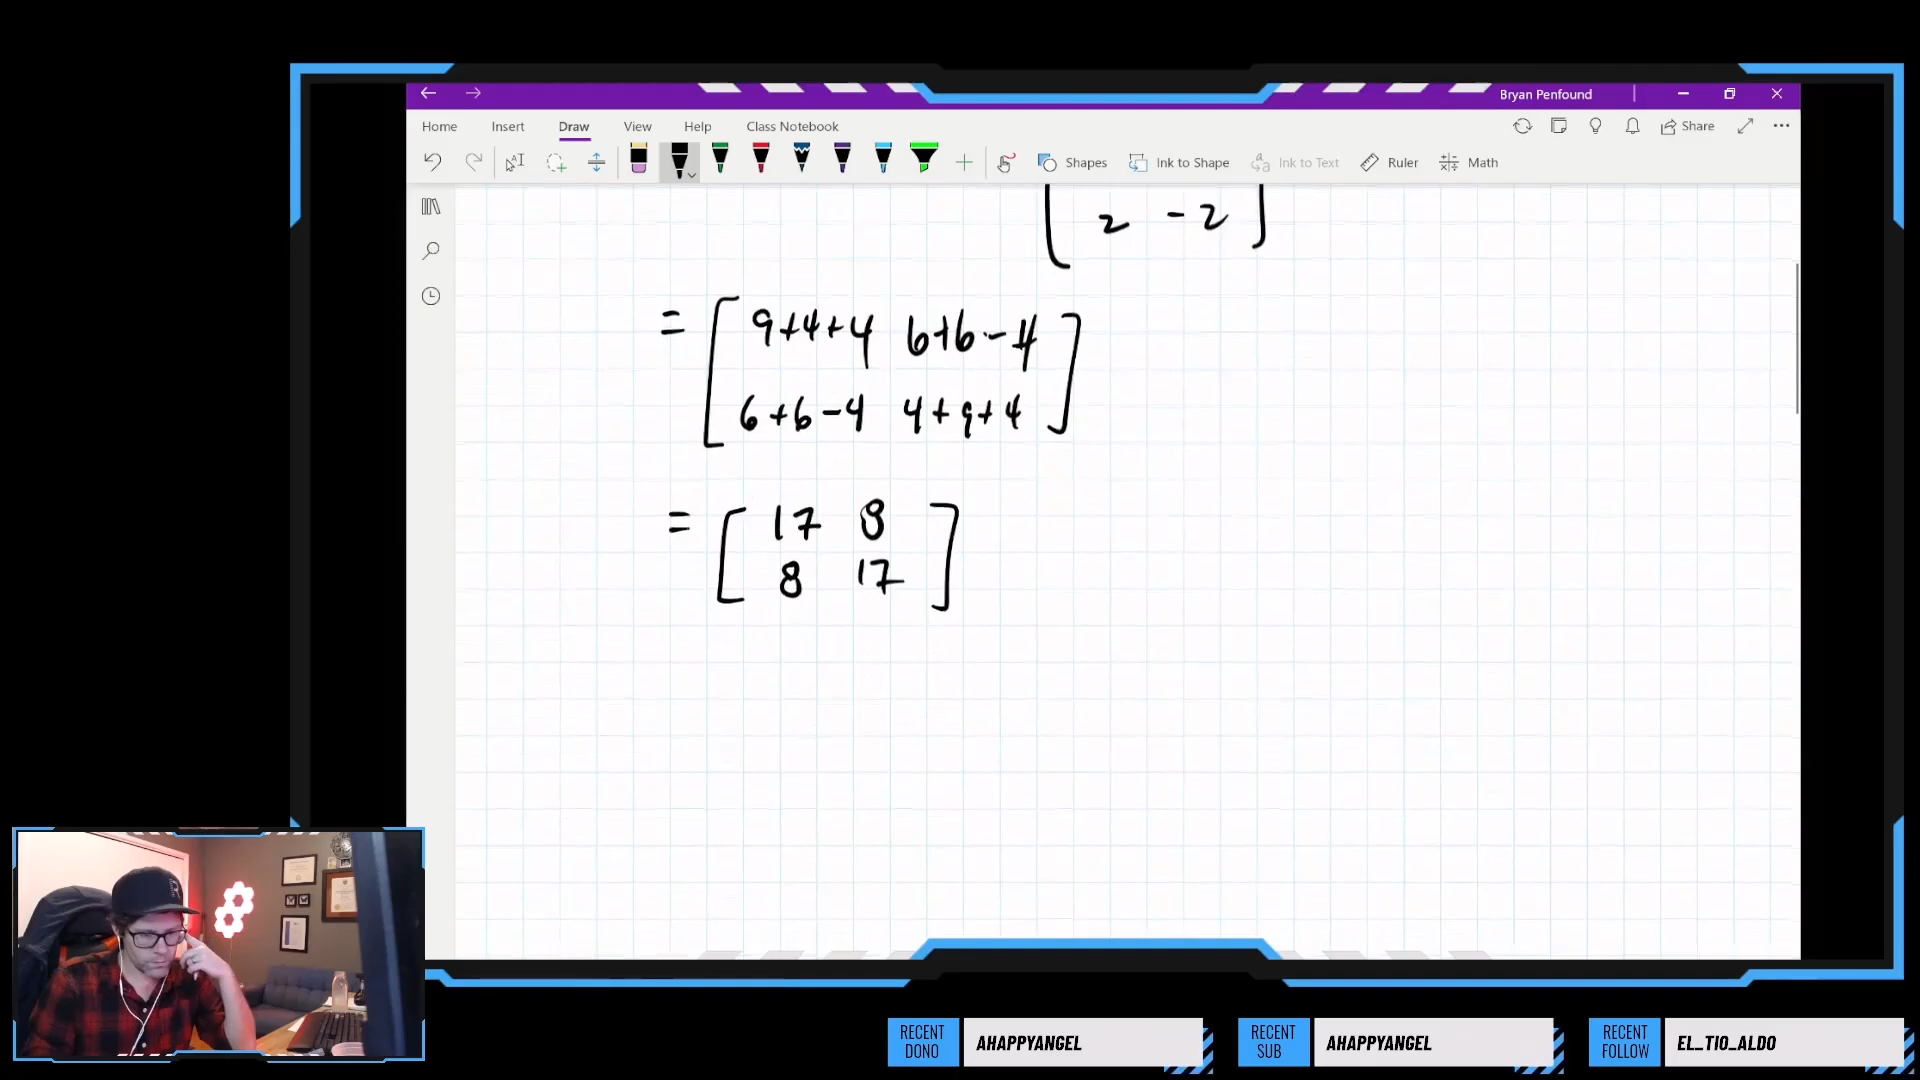 Bryan Penfound
Home Insert Draw View Help Class Notebook Share
Shapes Ink to Shape Ink to Text Ruler Math
2 -2
= [ 9+4+4 6+6-4 ]
6+6-4 4+9+4
= [ 17 8 ]
8 17
RECENT DONO AHAPPYANGEL
RECENT SUB AHAPPYANGEL
RECENT FOLLOW EL_TIO_ALDO